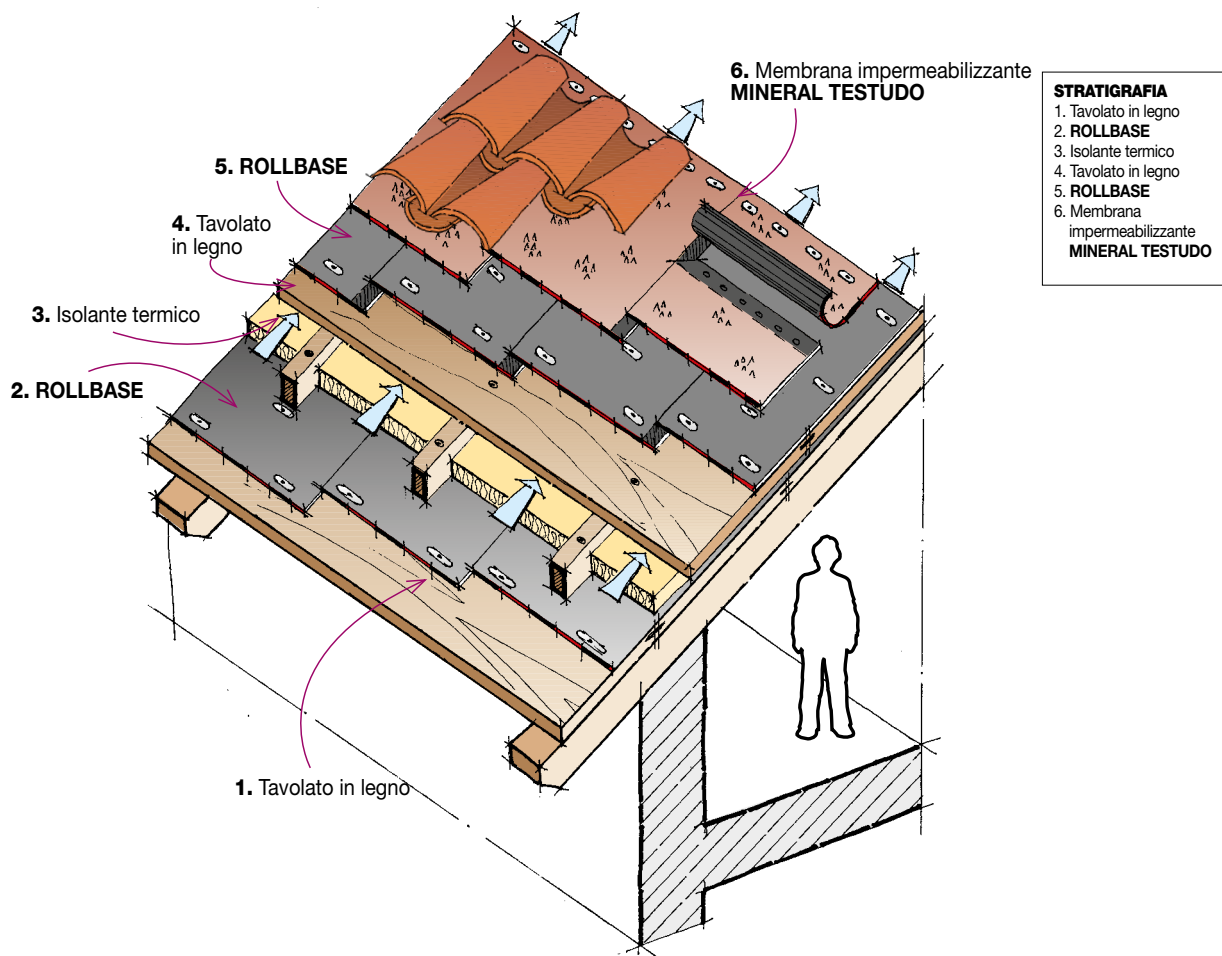 6. Membrana impermeabilizzante
MINERAL TESTUDO
5. ROLLBASE
4. Tavolato
in legno
3. Isolante termico
2. ROLLBASE
1. Tavolato in legno
STRATIGRAFIA
1. Tavolato in legno
2. ROLLBASE
3. Isolante termico
4. Tavolato in legno
5. ROLLBASE
6. Membrana
impermeabilizzante
MINERAL TESTUDO